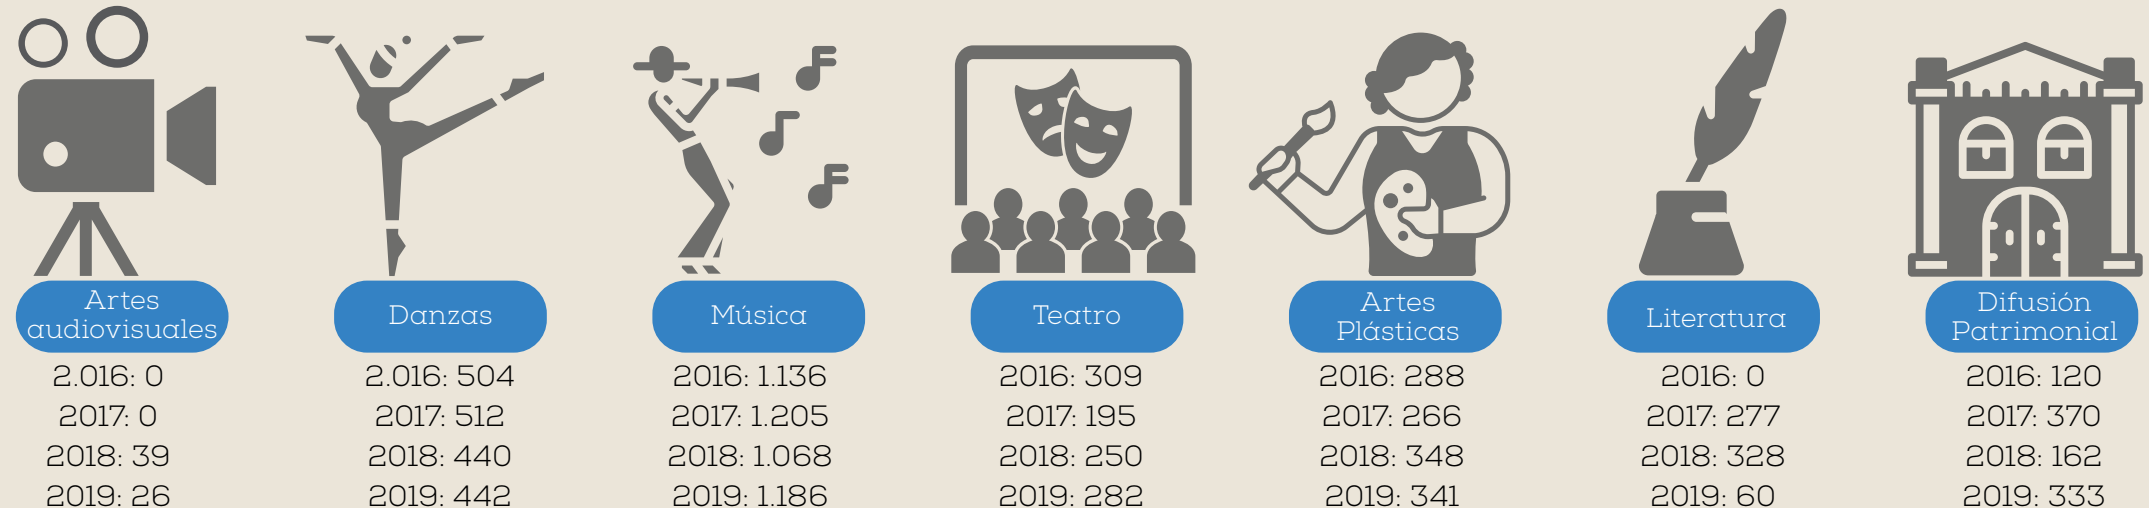 Artes
audiovisuales
2.016: 0
2017: 0
2018: 39
2019: 26
Danzas
2.016: 504
2017: 512
2018: 440
2019: 442
Música
2016: 1.136
2017: 1.205
2018: 1.068
2019: 1.186
Teatro
2016: 309
2017: 195
2018: 250
2019: 282
Artes
Plásticas
2016: 288
2017: 266
2018: 348
2019: 341
Literatura
2016: 0
2017: 277
2018: 328
2019: 60
Difusión
Patrimonial
2016: 120
2017: 370
2018: 162
2019: 333